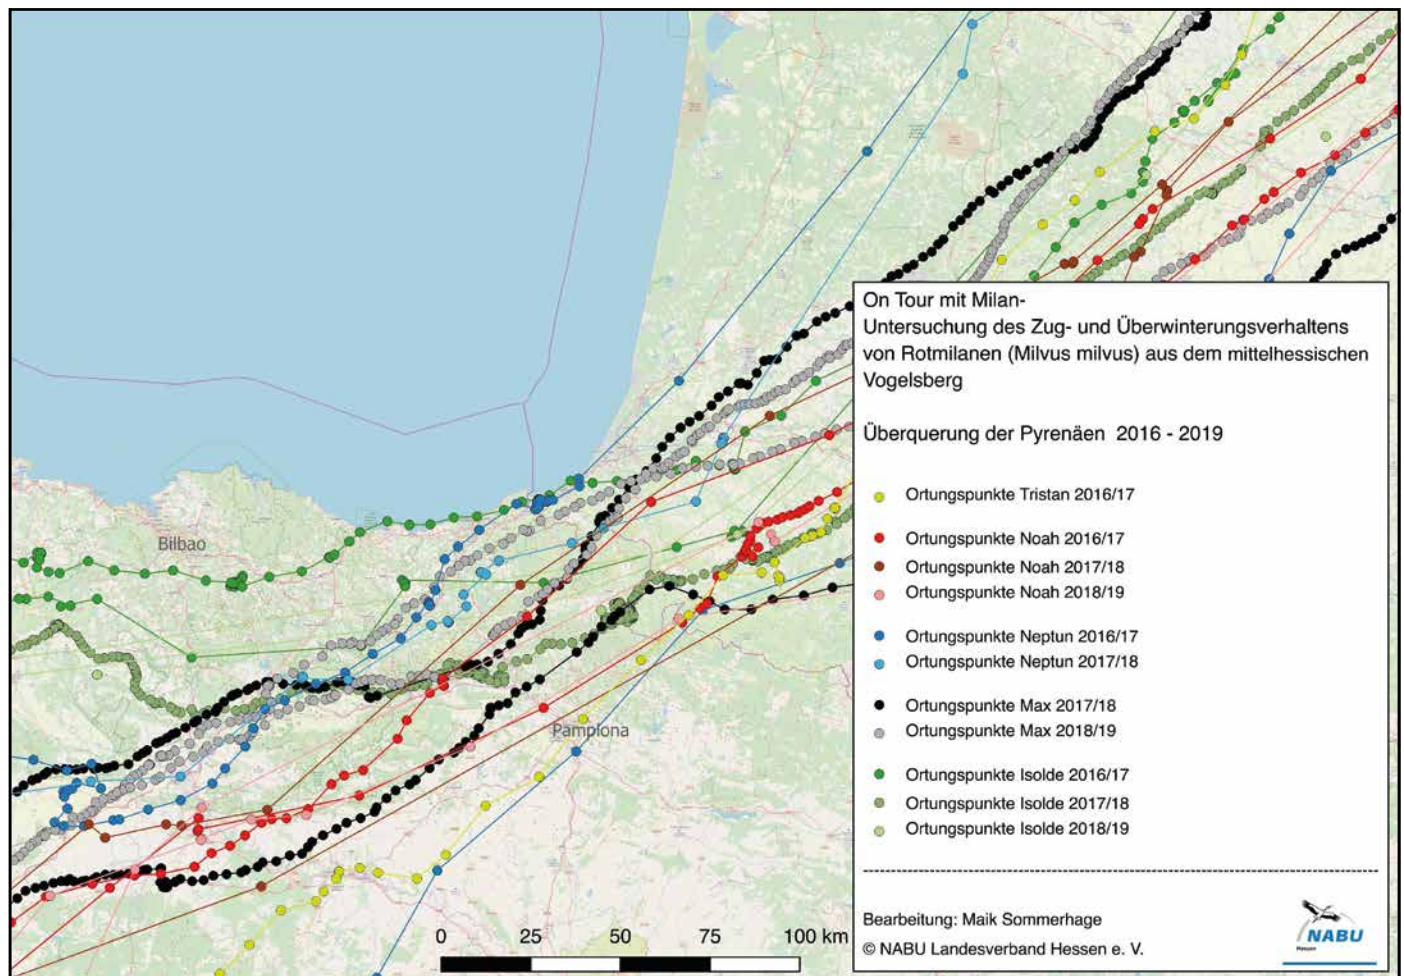 On Tour mit Milan-
Untersuchung des Zug- und Überwinterungsverhaltens
von Rotmilanen (Milvus milvus) aus dem mittelhessischen
Vogelsberg
Überquerung der Pyrenäen 2016 - 2019
Ortungspunkte Tristan 2016/17
Ortungspunkte Noah 2016/17
Ortungspunkte Noah 2017/18
Ortungspunkte Noah 2018/19
Ortungspunkte Neptun 2016/17
Ortungspunkte Neptun 2017/18
Ortungspunkte Max 2017/18
Ortungspunkte Max 2018/19
Ortungspunkte Isolde 2016/17
Ortungspunkte Isolde 2017/18
Ortungspunkte Isolde 2018/19
Bearbeitung: Maik Sommerhage
© NABU Landesverband Hessen e. V.
NABU
Hessen
Bilbao
Pamplona
0 25 50 75 100 km